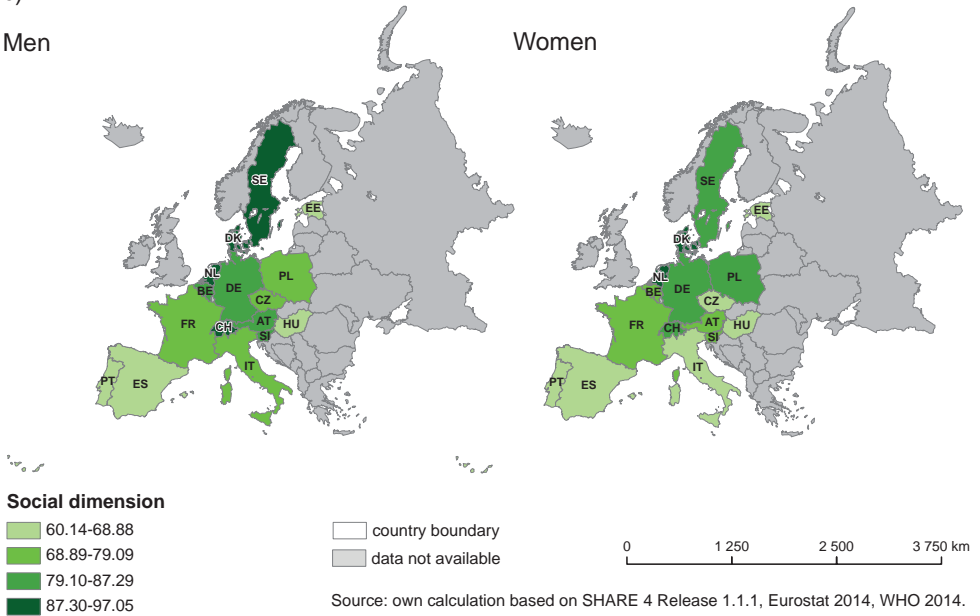 Men
Women
SE
EE
DK
NL
PL
BE
DE
CZ
FR
CH
AT
HU
SI
IT
PT
ES
SE
EE
DK
NL
PL
BE
DE
CZ
FR
CH
AT
HU
SI
IT
PT
ES
Social dimension
60.14-68.88
68.89-79.09
79.10-87.29
87.30-97.05
country boundary
data not available
0 1 250 2 500 3 750 km
Source: own calculation based on SHARE 4 Release 1.1.1, Eurostat 2014, WHO 2014.